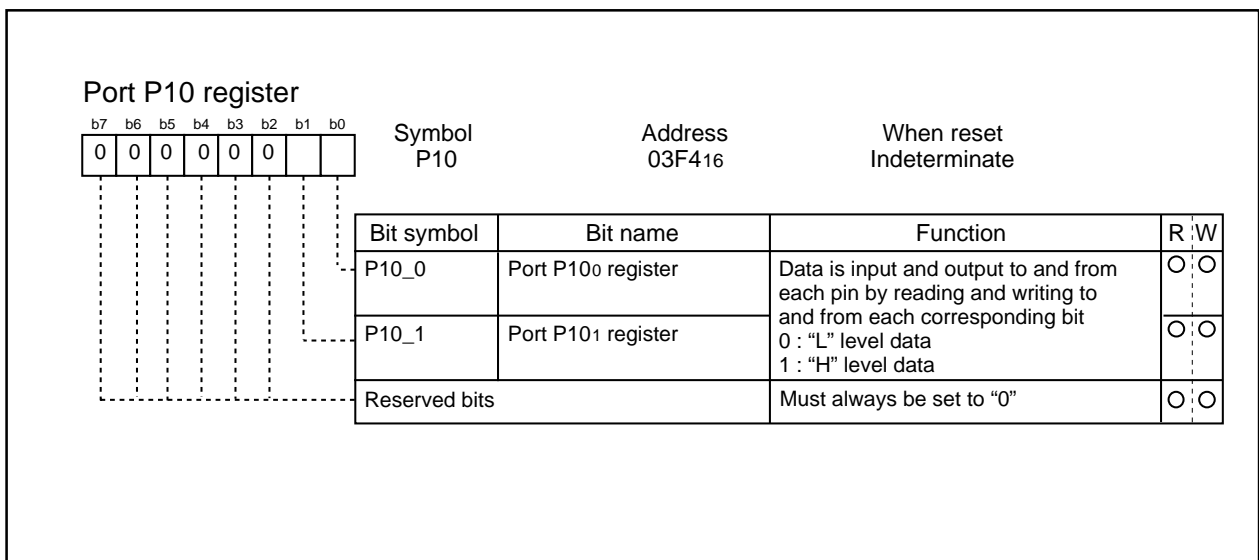 Port P10 register
b7 b6 b5 b4 b3 b2 b1 b0
0 0 0 0 0 0
Symbol Address When reset
P10 03F416 Indeterminate
Bit symbol Bit name Function R W
P10_0 Port P100 register Data is input and output to and from
each pin by reading and writing to
and from each corresponding bit
P10_1 Port P101 register 0 : “L” level data
1 : “H” level data
Reserved bits Must always be set to “0”